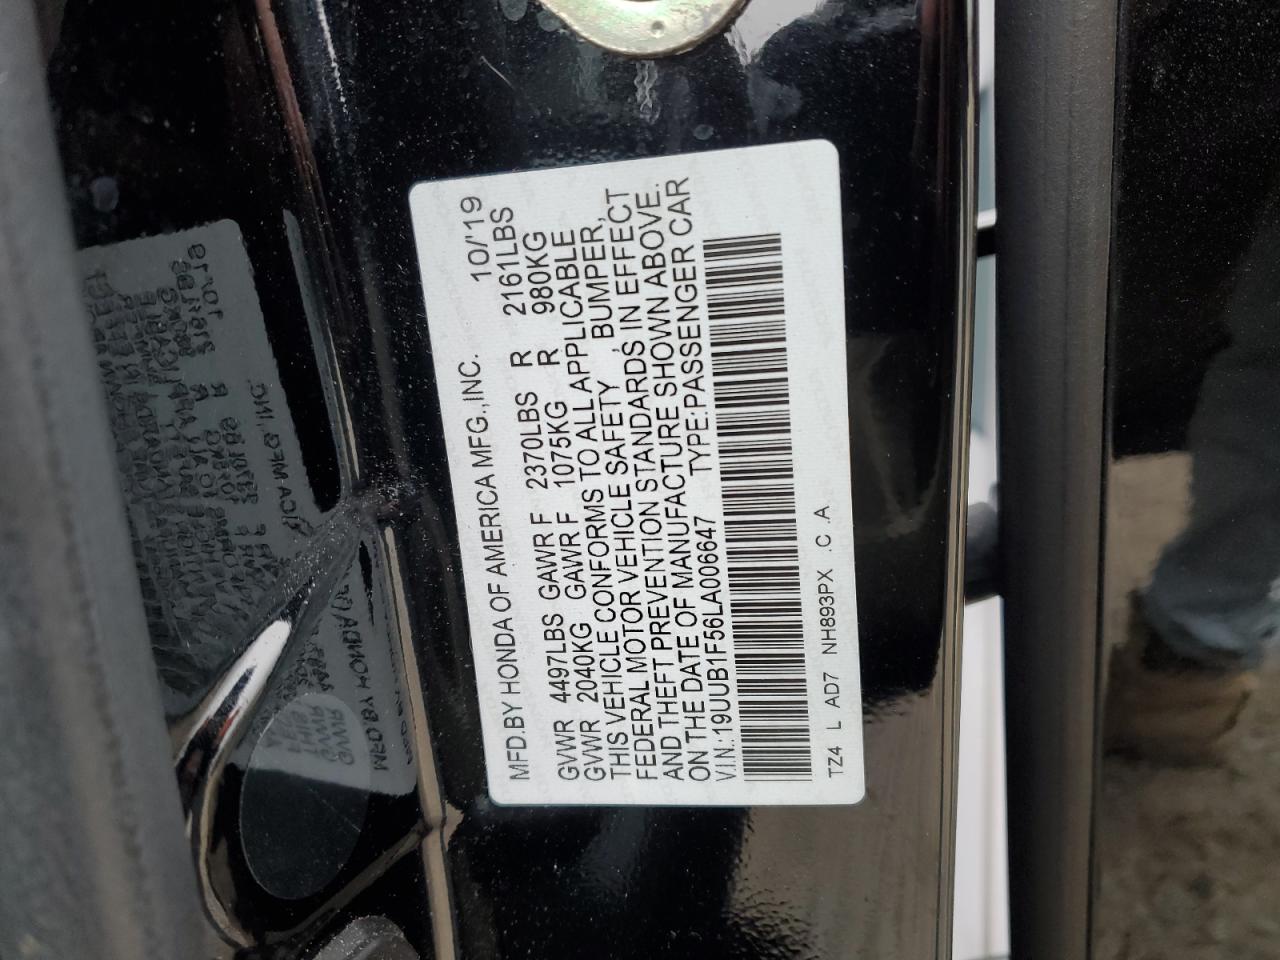 MFD.BY HONDA OF AMERICA MFG.,INC. 10/'19
GVWR 4497LBS GAWR F 2370LBS R 2161LBS
GVWR 2040KG GAWR F 1075KG R 980KG
THIS VEHICLE CONFORMS TO ALL APPLICABLE
FEDERAL MOTOR VEHICLE SAFETY, BUMPER,
AND THEFT PREVENTION STANDARDS IN EFFECT
ON THE DATE OF MANUFACTURE SHOWN ABOVE.
V.I.N.:19UUB1F56LA006647 TYPE:PASSENGER CAR
TZ4 L AD7 NH893PX .C .A